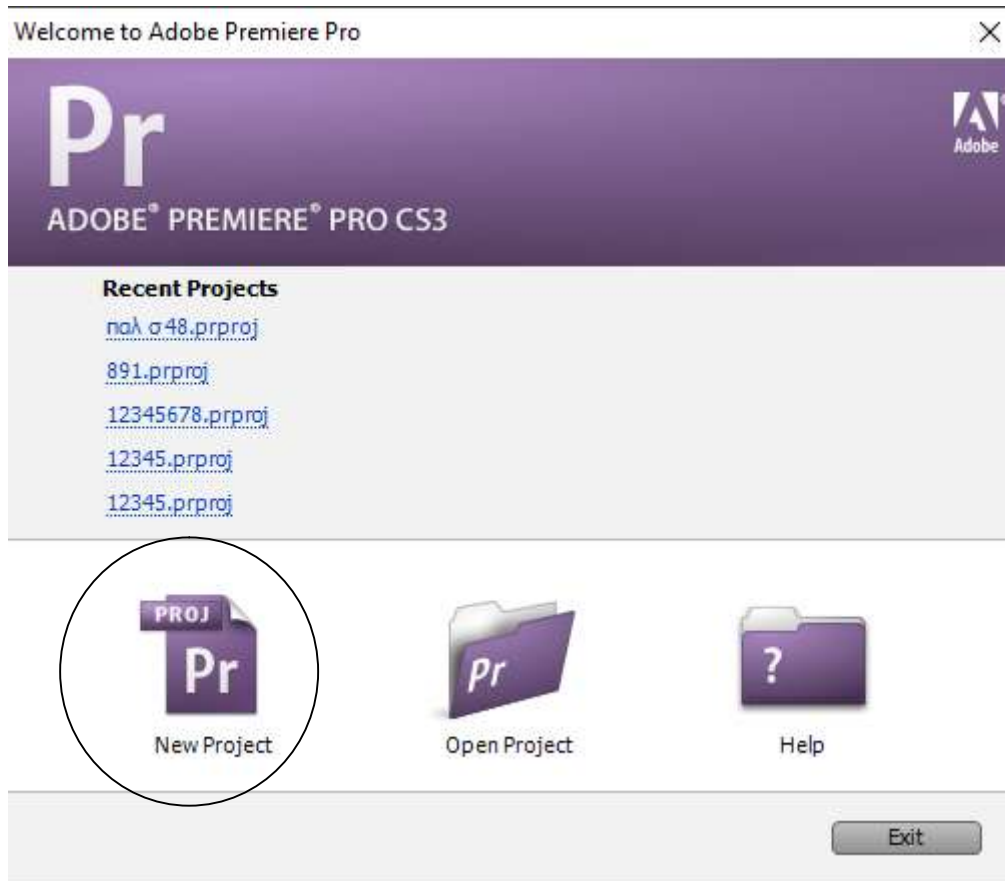 Welcome to Adobe Premiere Pro
Pr
Adobe
ADOBE® PREMIERE® PRO CS3
Recent Projects
παλ σ48.prproj
891.prproj
12345678.prproj
12345.prproj
12345.prproj
PROJ
Pr
Pr
?
New Project
Open Project
Help
Exit